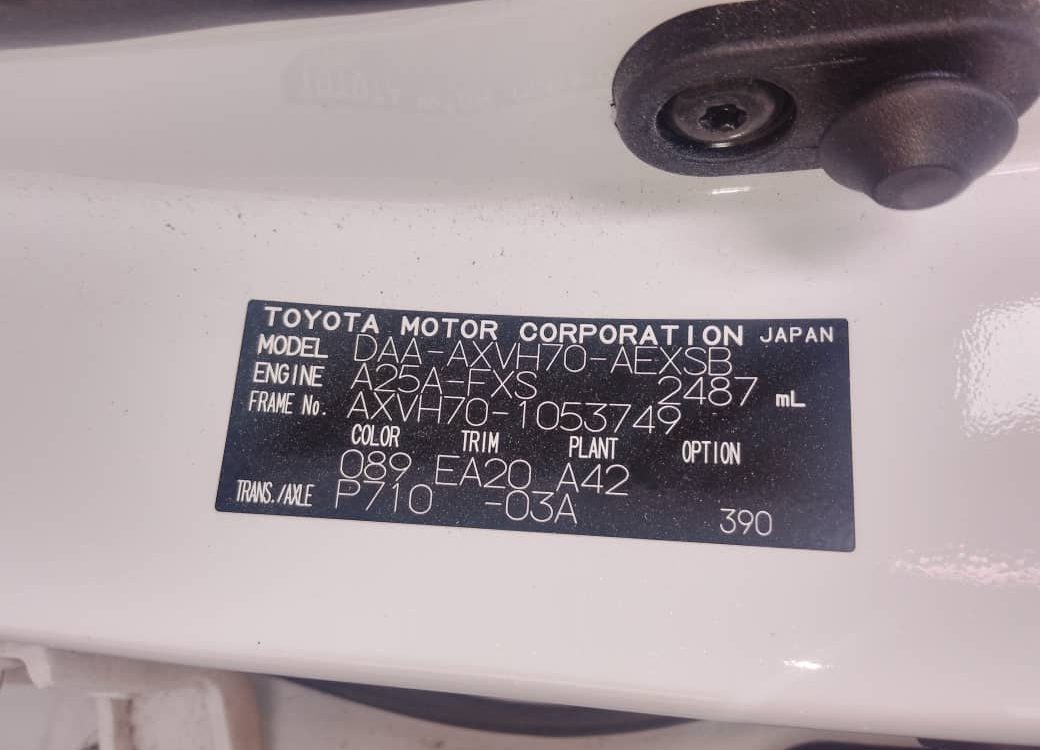 TOYOTA MOTOR CORPORATION JAPAN
MODEL DAA-AXVH70-AEXSB
ENGINE A25A-FXS 2487 mL
FRAME No. AXVH70-1053749
COLOR TRIM PLANT OPTION
089 EA20 A42
TRANS./AXLE P710 -03A 390